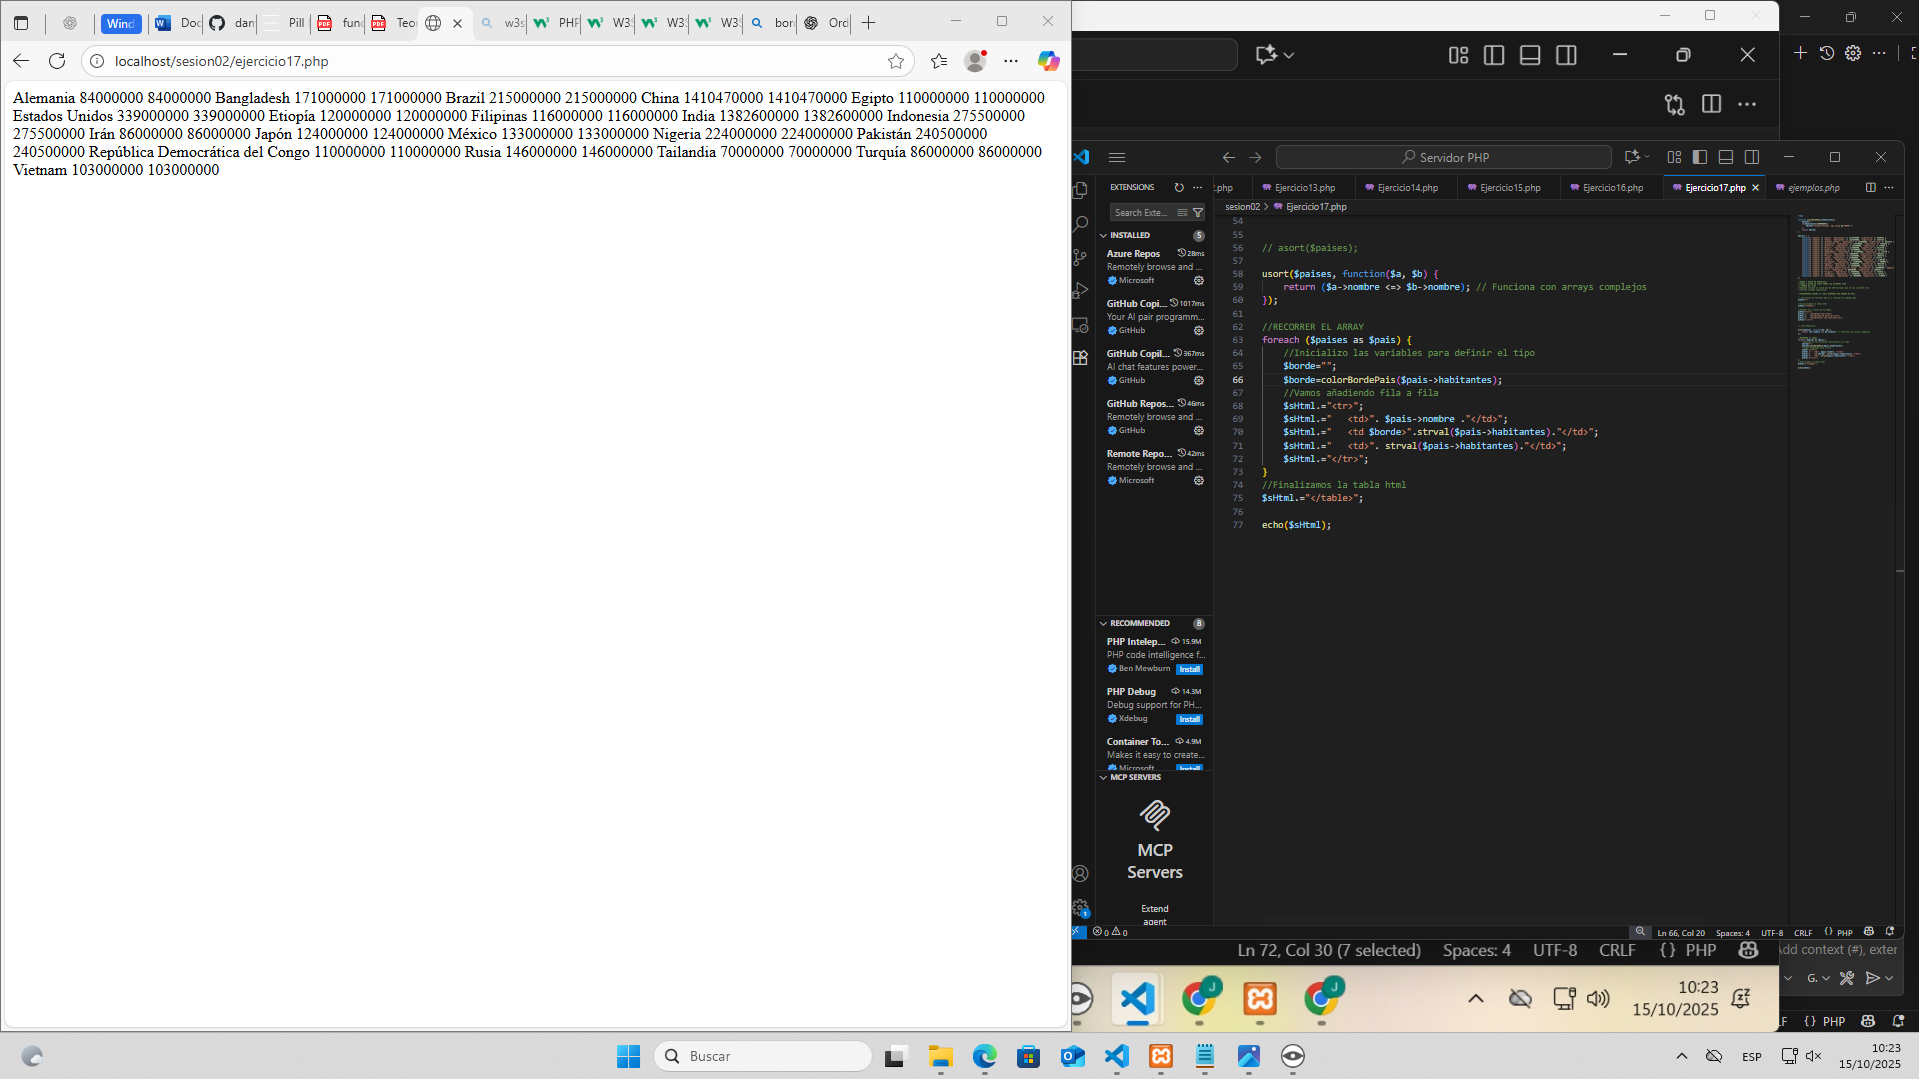 Wind
Doc
dan
Pill
fund
Teo
w3s
PHP
W3S
W3S
W3S
bor
Ord
localhost/sesion02/ejercicio17.php
Alemania 84000000 84000000 Bangladesh 171000000 171000000 Brazil 215000000 215000000 China 1410470000 1410470000 Egipto 110000000 110000000
Estados Unidos 339000000 339000000 Etiopía 120000000 120000000 Filipinas 116000000 116000000 India 1382600000 1382600000 Indonesia 275500000
275500000 Irán 86000000 86000000 Japón 124000000 124000000 México 133000000 133000000 Nigeria 224000000 224000000 Pakistán 240500000
240500000 República Democrática del Congo 110000000 110000000 Rusia 146000000 146000000 Tailandia 70000000 70000000 Turquía 86000000 86000000
Vietnam 103000000 103000000
Servidor PHP
EXTENSIONS
Search Exte...
INSTALLED 5
Azure Repos 28ms
Remotely browse and ...
Microsoft
GitHub Copi... 1017ms
Your AI pair programm...
GitHub
GitHub Copil... 367ms
AI chat features power...
GitHub
GitHub Repos... 46ms
Remotely browse and ...
GitHub
Remote Repo... 42ms
Remotely browse and ...
Microsoft
RECOMMENDED 8
PHP Intelep... 15.9M
PHP code intelligence f...
Ben Mewburn Install
PHP Debug 14.3M
Debug support for PH...
Xdebug Install
Container To... 4.9M
Makes it easy to create...
Microsoft Install
MCP SERVERS
MCP
Servers
Extend
agent
2.php Ejercicio13.php Ejercicio14.php Ejercicio15.php Ejercicio16.php Ejercicio17.php ejemplos.php
sesion02 > Ejercicio17.php
54
55
56 // asort($paises);
57
58 usort($paises, function($a, $b) {
59 return ($a->nombre <=> $b->nombre); // Funciona con arrays complejos
60 });
61
62 //RECORRER EL ARRAY
63 foreach ($paises as $pais) {
64 //Inicializo las variables para definir el tipo
65 $borde="";
66 $borde=colorBordePais($pais->habitantes);
67 //Vamos añadiendo fila a fila
68 $sHtml.="<tr>";
69 $sHtml.=" <td>". $pais->nombre ."</td>";
70 $sHtml.=" <td $borde>".strval($pais->habitantes)."</td>";
71 $sHtml.=" <td>". strval($pais->habitantes)."</td>";
72 $sHtml.="</tr>";
73 }
74 //Finalizamos la tabla html
75 $sHtml.="</table>";
76
77 echo($sHtml);
0 0
Ln 66, Col 20 Spaces: 4 UTF-8 CRLF {} PHP
Ln 72, Col 30 (7 selected) Spaces: 4 UTF-8 CRLF {} PHP
Add context (#), exter
G.
J
J
10:23
15/10/2025
LF {} PHP
Buscar
ESP
10:23
15/10/2025